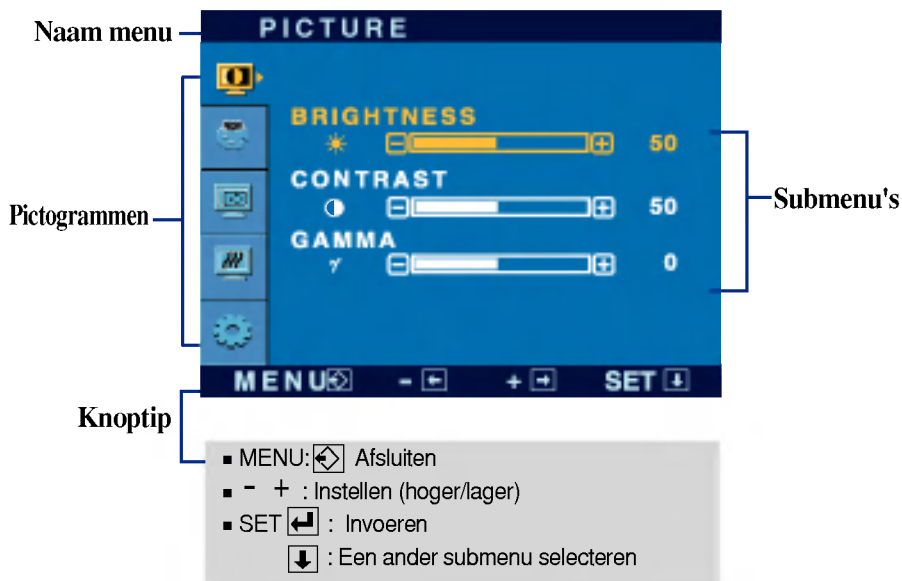 Naam menu
PICTURE
BRIGHTNESS
50
CONTRAST
50
GAMMA
γ
0
Pictogrammen
Submenu's
MENU - + SET
Knoptip
▪ MENU: Afsluiten
▪ - + : Instellen (hoger/lager)
▪ SET : Invoeren
: Een ander submenu selecteren